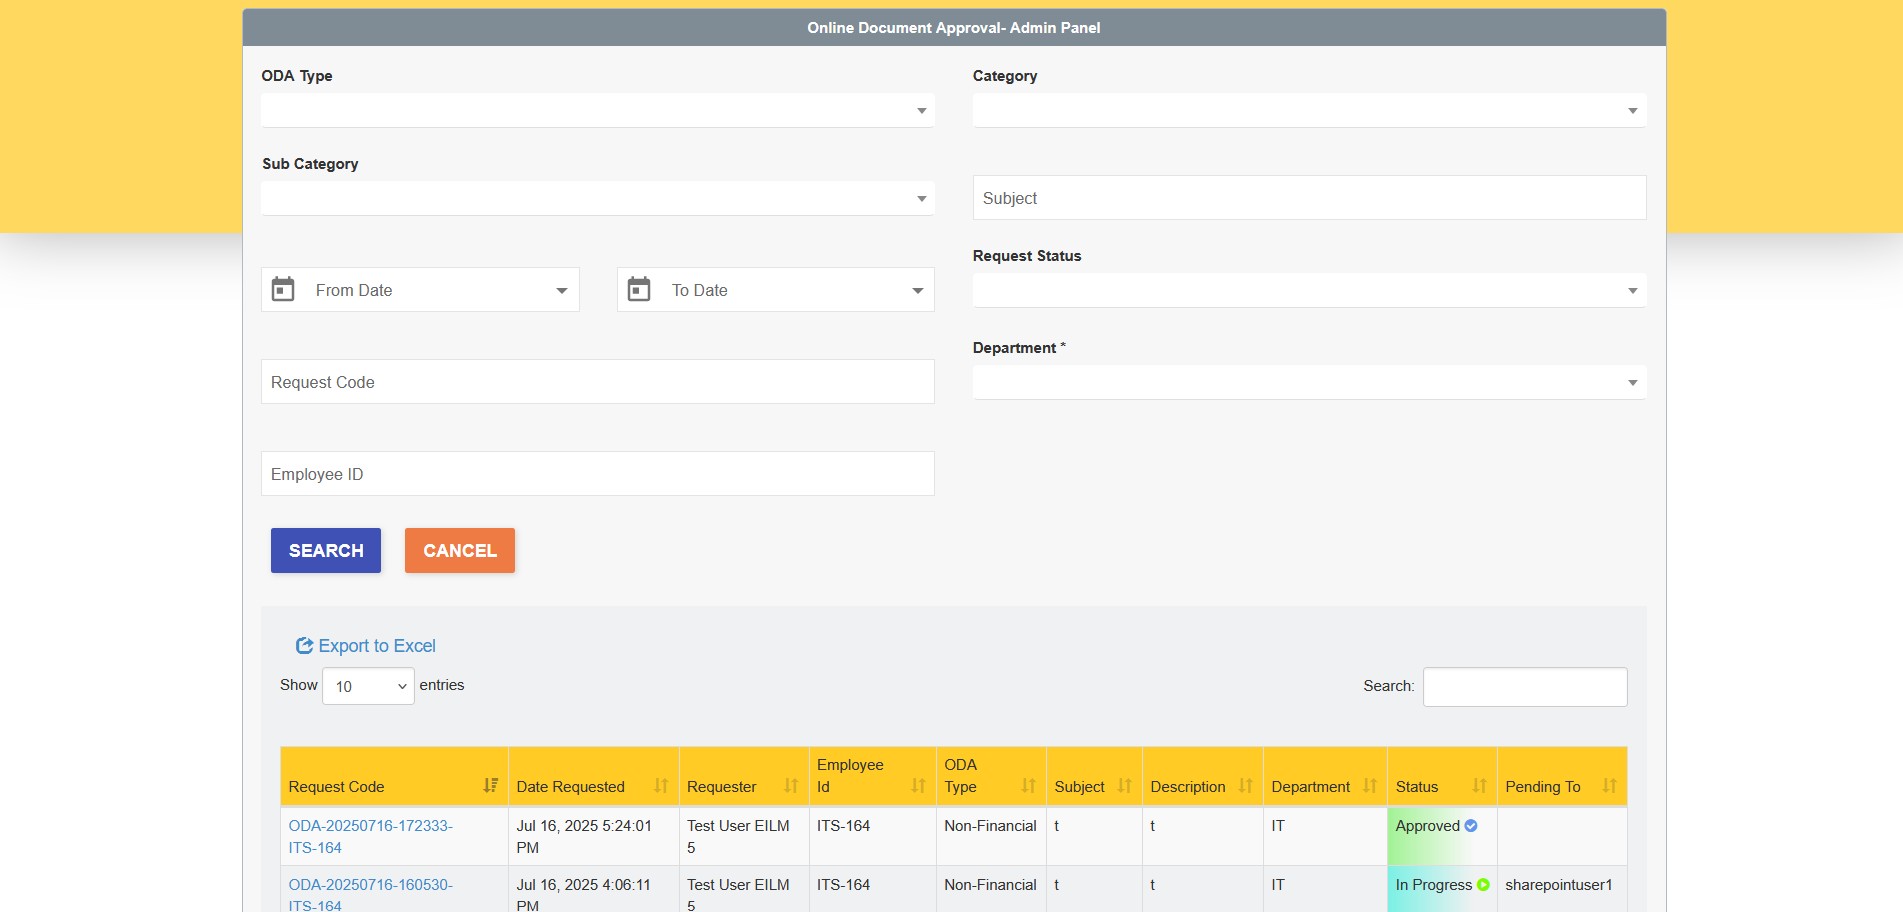 Online Document Approval- Admin Panel
ODA Type
Category
Sub Category
Subject
Request Status
From Date
To Date
Department *
Request Code
Employee ID
SEARCH
CANCEL
Export to Excel
Show 10 entries
Search:
Request Code
Date Requested
Requester
Employee
Id
ODA
Type
Subject
Description
Department
Status
Pending To
ODA-20250716-172333-
ITS-164
Jul 16, 2025 5:24:01
PM
Test User EILM
5
ITS-164
Non-Financial
t
t
IT
Approved
ODA-20250716-160530-
ITS-164
Jul 16, 2025 4:06:11
PM
Test User EILM
5
ITS-164
Non-Financial
t
t
IT
In Progress
sharepointuser1